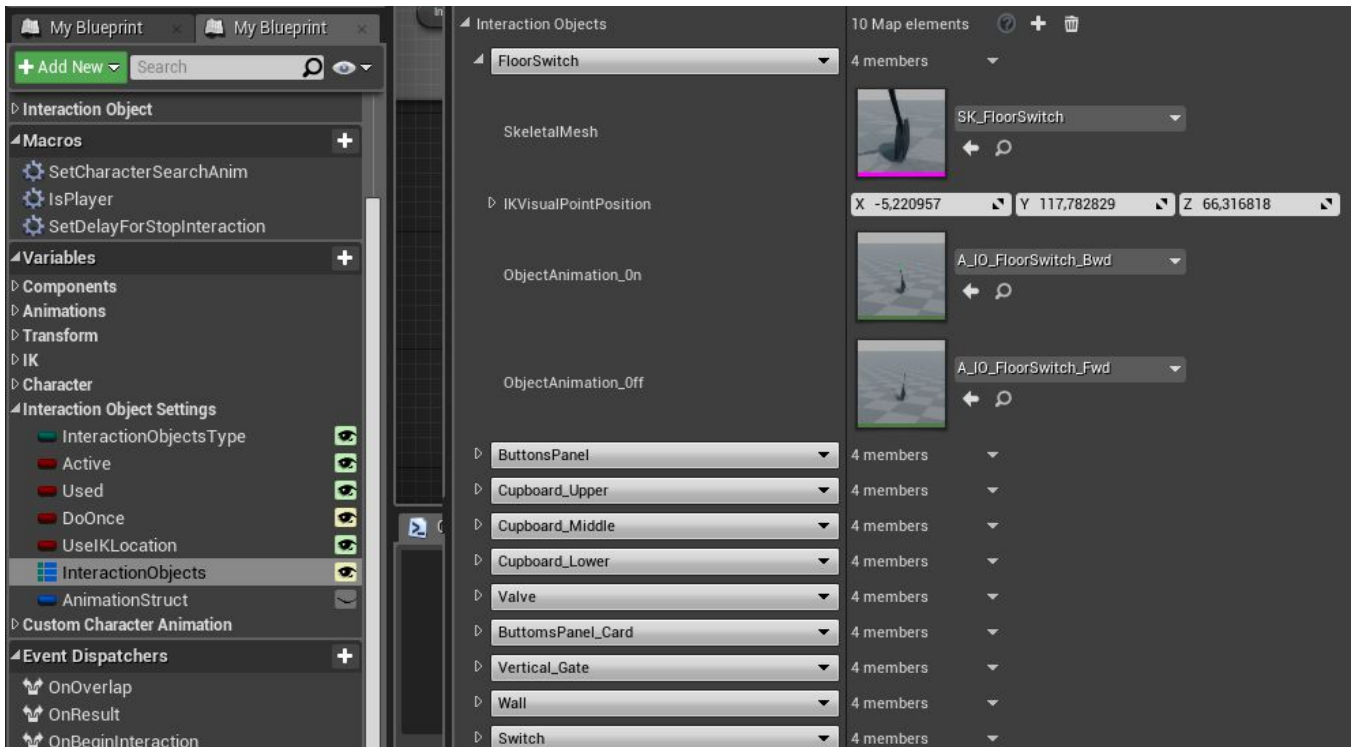 My Blueprint
My Blueprint
Add New
Search
Interaction Object
Macros
SetCharacterSearchAnim
IsPlayer
SetDelayForStopInteraction
Variables
Components
Animations
Transform
IK
Character
Interaction Object Settings
InteractionObjectsType
Active
Used
DoOnce
UseIKLocation
InteractionObjects
AnimationStruct
Custom Character Animation
Event Dispatchers
OnOverlap
OnResult
OnBeginInteraction
Interaction Objects 10 Map elements
FloorSwitch 4 members
SkeletalMesh SK_FloorSwitch
IKVisualPointPosition X -5,220957 Y 117,782829 Z 66,316818
ObjectAnimation_0n A_IO_FloorSwitch_Bwd
ObjectAnimation_0ff A_IO_FloorSwitch_Fwd
ButtonsPanel 4 members
Cupboard_Upper 4 members
Cupboard_Middle 4 members
Cupboard_Lower 4 members
Valve 4 members
ButtomsPanel_Card 4 members
Vertical_Gate 4 members
Wall 4 members
Switch 4 members